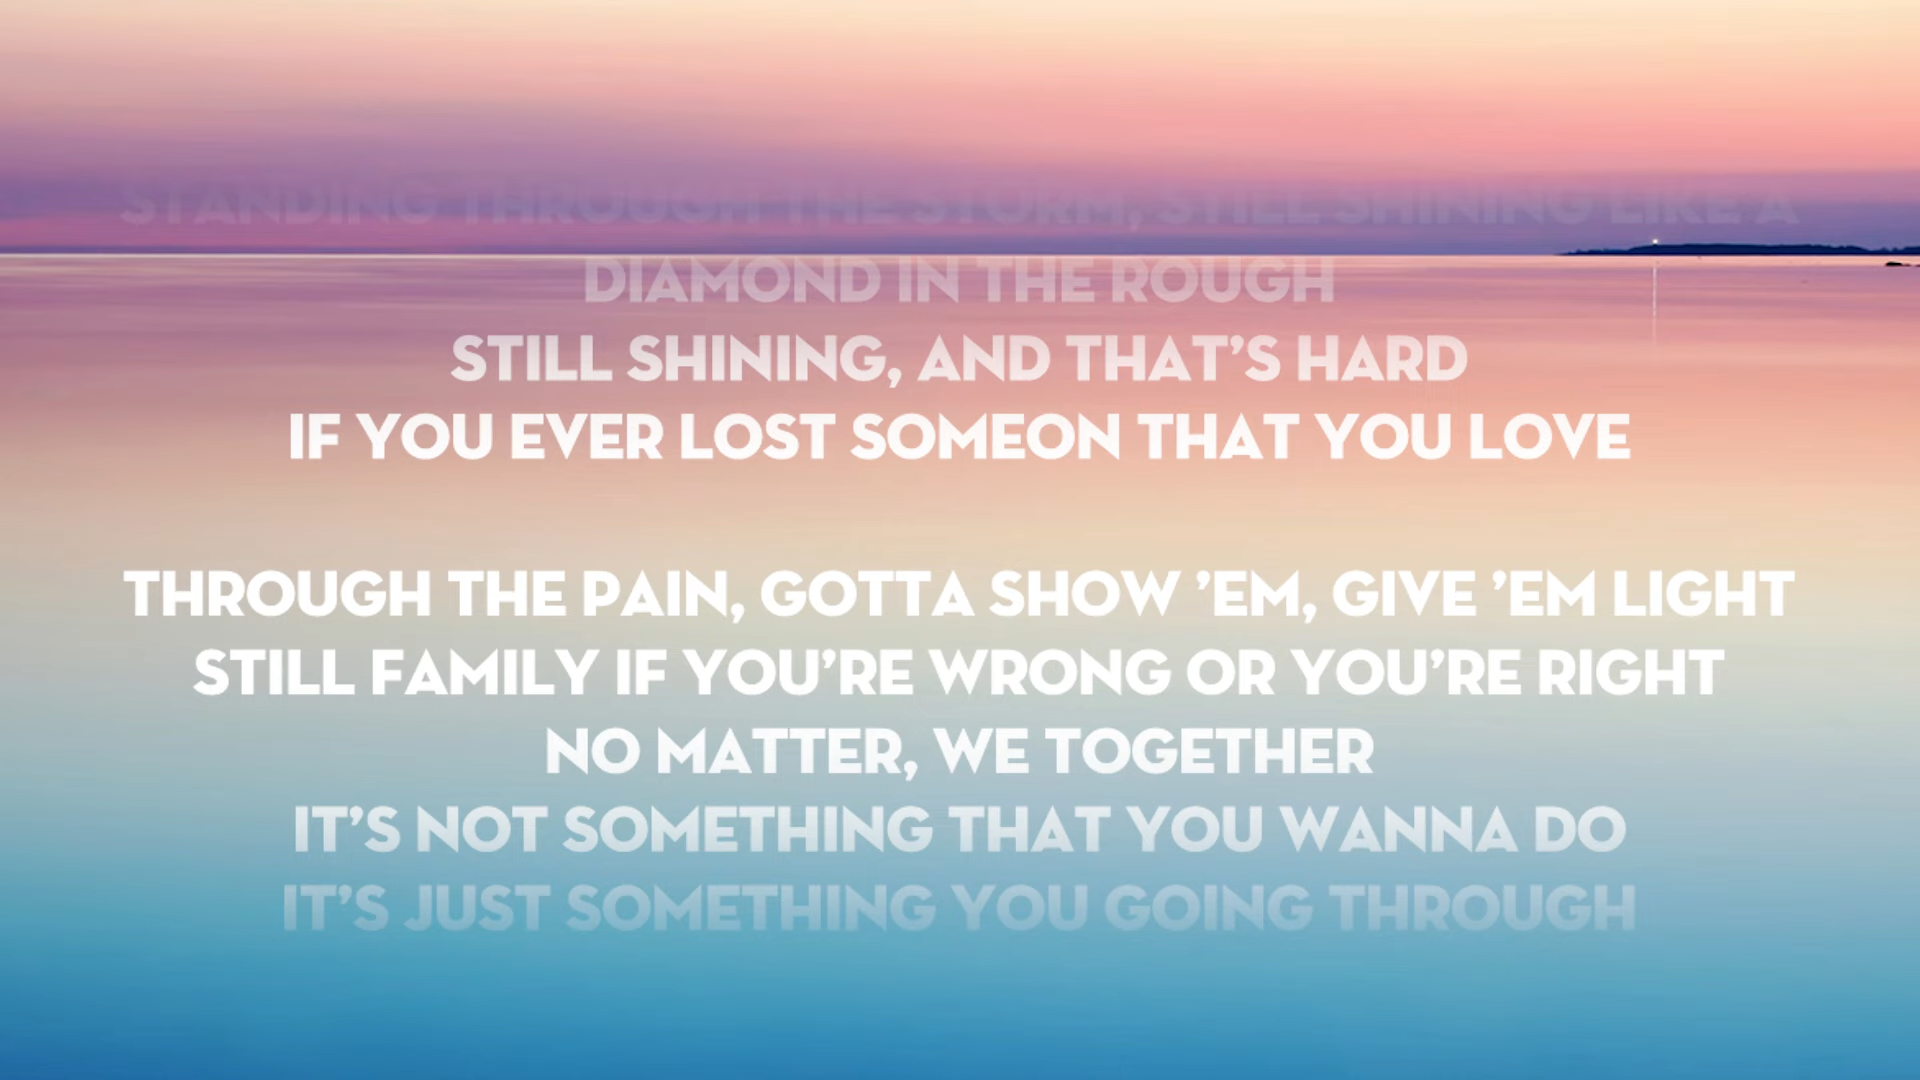 STANDING THROUGH THE STORM, STILL SHINING LIKE A
DIAMOND IN THE ROUGH
STILL SHINING, AND THAT'S HARD
IF YOU EVER LOST SOMEON THAT YOU LOVE
THROUGH THE PAIN, GOTTA SHOW 'EM, GIVE 'EM LIGHT
STILL FAMILY IF YOU'RE WRONG OR YOU'RE RIGHT
NO MATTER, WE TOGETHER
IT'S NOT SOMETHING THAT YOU WANNA DO
IT'S JUST SOMETHING YOU GOING THROUGH